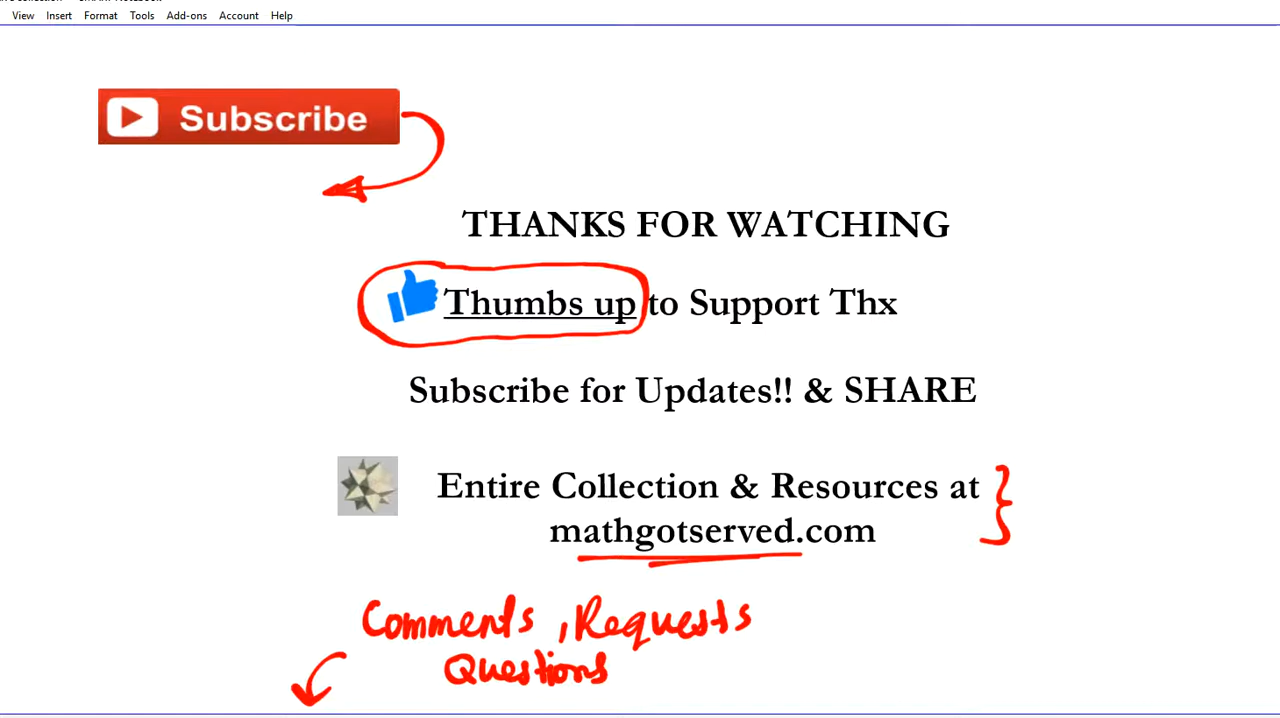 View Insert Format Tools Add-ons Account Help
Subscribe
THANKS FOR WATCHING
Thumbs up to Support Thx
Subscribe for Updates!! & SHARE
Entire Collection & Resources at
mathgotserved.com
Comments, Requests
Questions